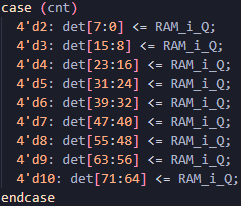 case (cnt)
4'd2: det[7:0] <= RAM_i_Q;
4'd3: det[15:8] <= RAM_i_Q;
4'd4: det[23:16] <= RAM_i_Q;
4'd5: det[31:24] <= RAM_i_Q;
4'd6: det[39:32] <= RAM_i_Q;
4'd7: det[47:40] <= RAM_i_Q;
4'd8: det[55:48] <= RAM_i_Q;
4'd9: det[63:56] <= RAM_i_Q;
4'd10: det[71:64] <= RAM_i_Q;
endcase